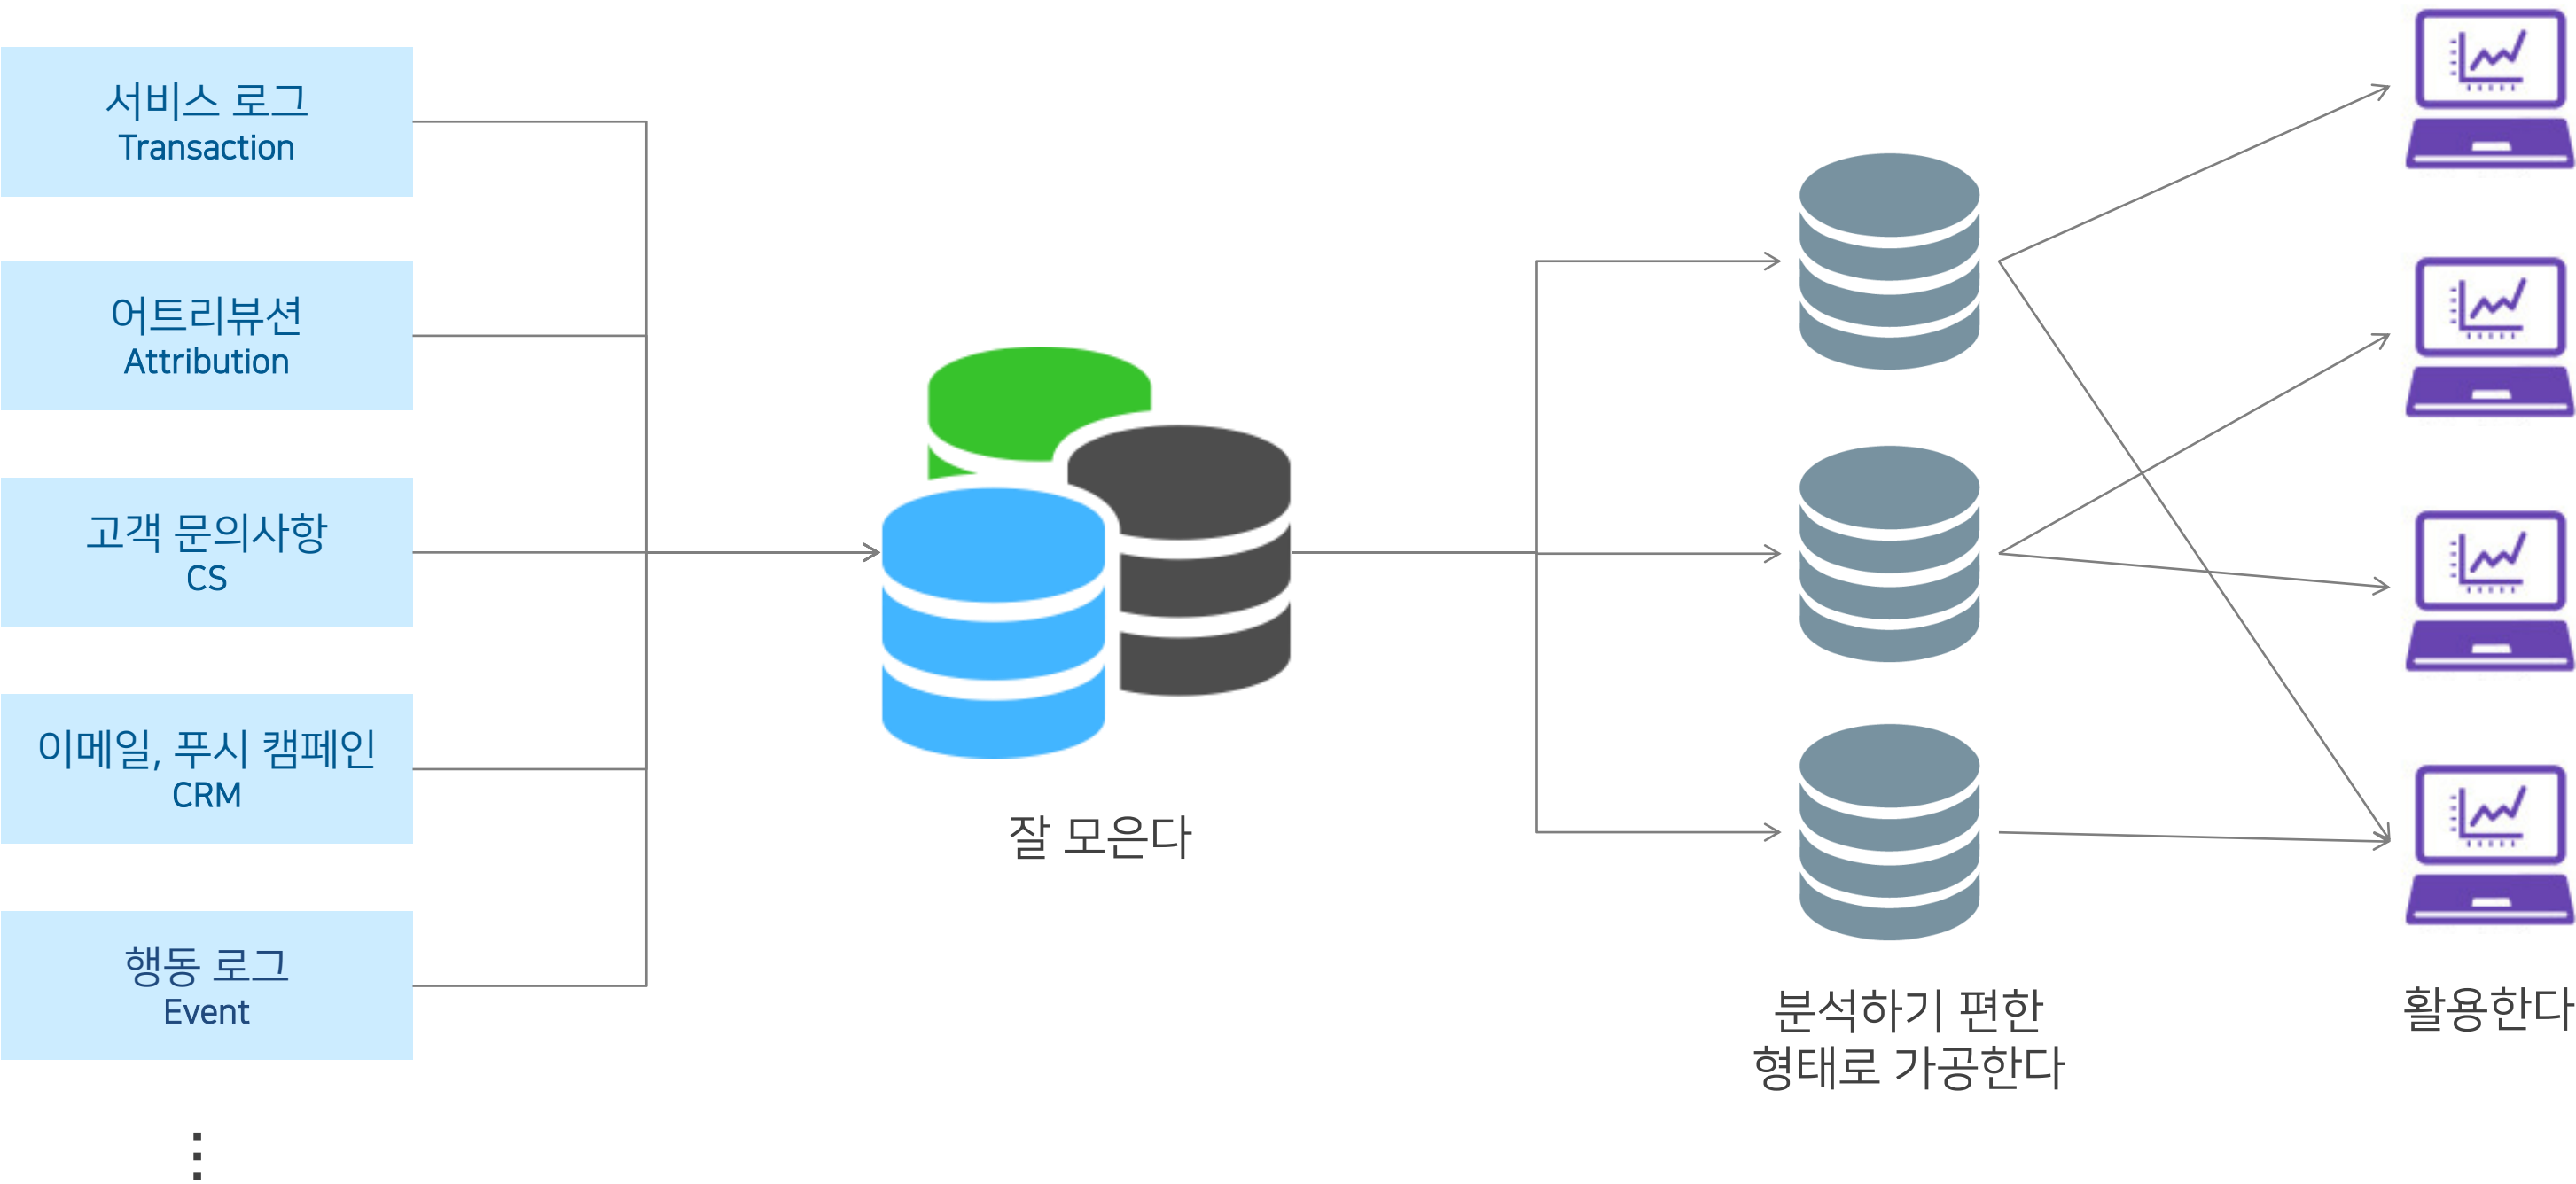 서비스 로그
Transaction
어트리뷰션
Attribution
고객 문의사항
CS
이메일, 푸시 캠페인
CRM
행동 로그
Event
⋮
잘 모은다
분석하기 편한
형태로 가공한다
활용한다